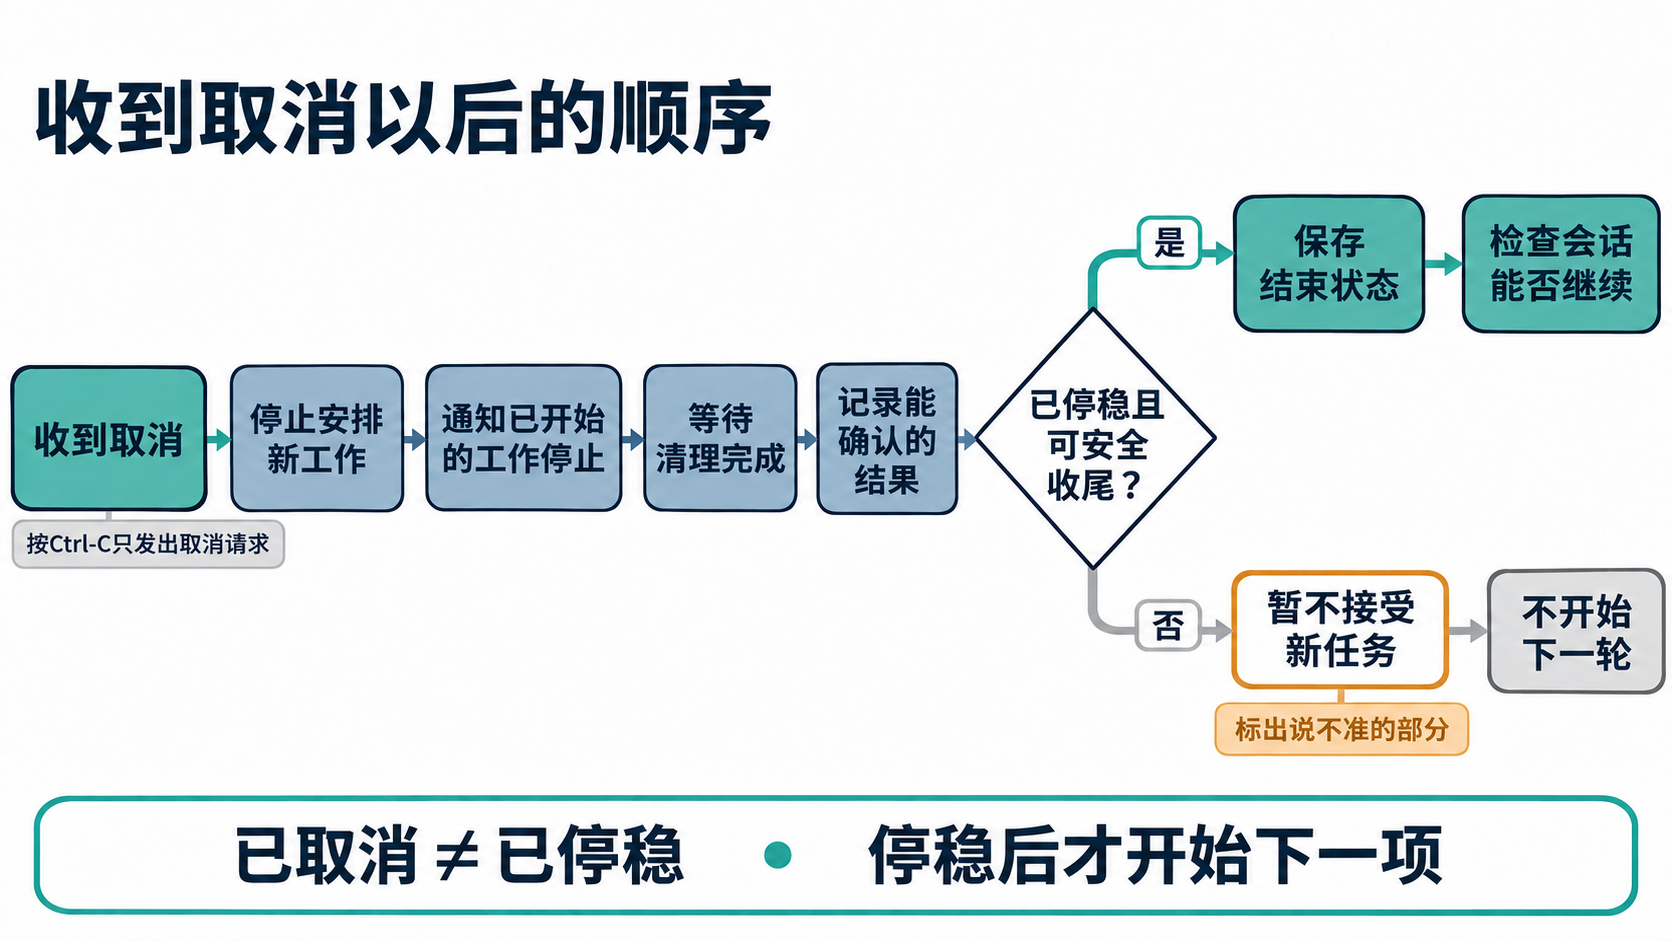 收到取消以后的顺序
收到取消
按Ctrl-C只发出取消请求
停止安排
新工作
通知已开始
的工作停止
等待
清理完成
记录能
确认的
结果
已停稳且
可安全
收尾？
是
保存
结束状态
检查会话
能否继续
否
暂不接受
新任务
标出说不准的部分
不开始
下一轮
已取消≠已停稳 • 停稳后才开始下一项